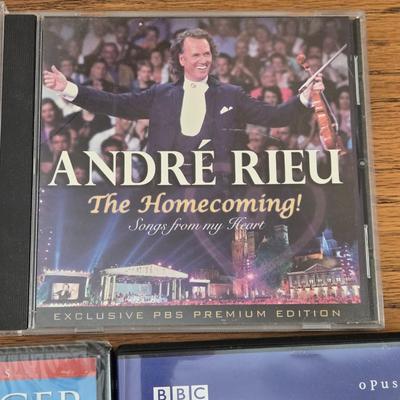 ANDRÉ RIEU
The Homecoming!
Songs from my Heart
EXCLUSIVE PBS PREMIUM EDITION
BBC
opus